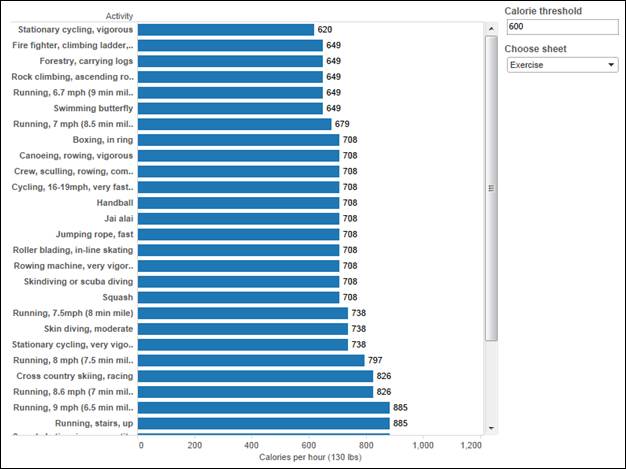 Activity
Stationary cycling, vigorous 620
Fire fighter, climbing ladder,.. 649
Forestry, carrying logs 649
Rock climbing, ascending ro.. 649
Running, 6.7 mph (9 min mil.. 649
Swimming butterfly 649
Running, 7 mph (8.5 min mil.. 679
Boxing, in ring 708
Canoeing, rowing, vigorous 708
Crew, sculling, rowing, com.. 708
Cycling, 16-19mph, very fast.. 708
Handball 708
Jai alai 708
Jumping rope, fast 708
Roller blading, in-line skating 708
Rowing machine, very vigor.. 708
Skindiving or scuba diving 708
Squash 708
Running, 7.5mph (8 min mile) 738
Skin diving, moderate 738
Stationary cycling, very vigo.. 738
Running, 8 mph (7.5 min mil.. 797
Cross country skiing, racing 826
Running, 8.6 mph (7 min mil.. 826
Running, 9 mph (6.5 min mil.. 885
Running, stairs, up 885
0 200 400 600 800 1,000 1,200
Calories per hour (130 lbs)
Calorie threshold
600
Choose sheet
Exercise